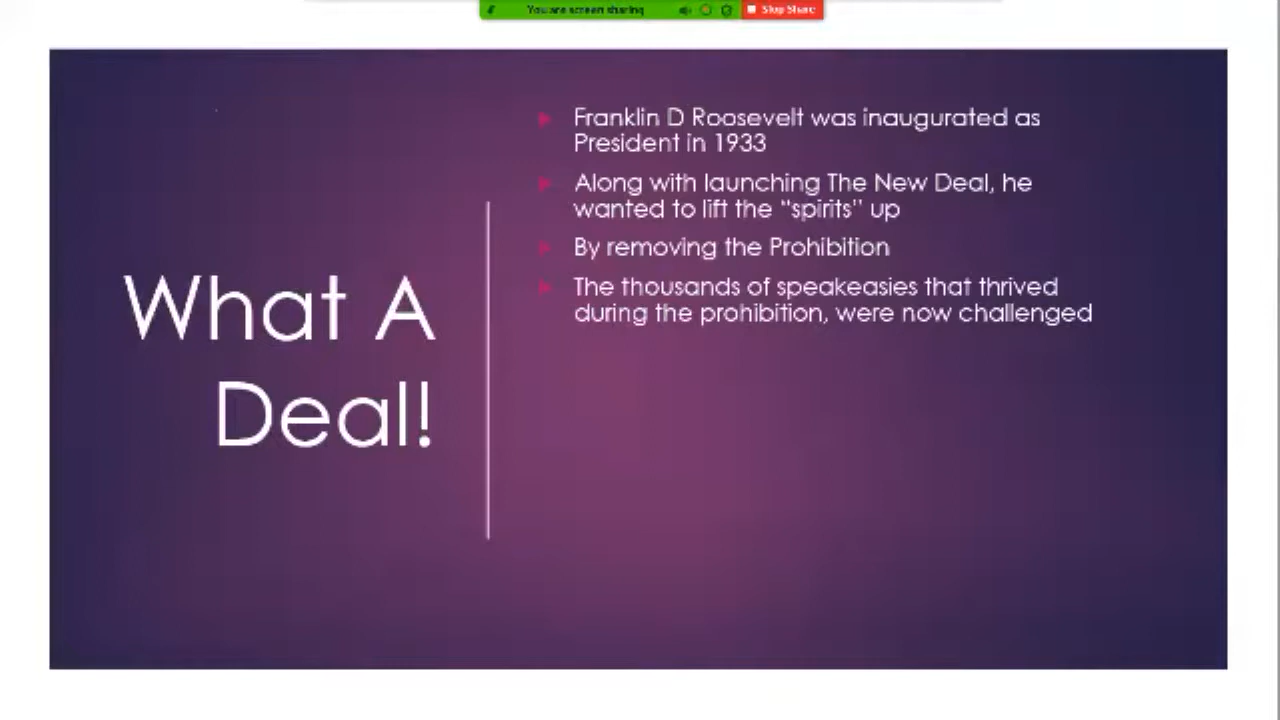 You are screen sharing
Stop Share
What A
Deal!
Franklin D Roosevelt was inaugurated as
President in 1933
Along with launching The New Deal, he
wanted to lift the “spirits” up
By removing the Prohibition
The thousands of speakeasies that thrived
during the prohibition, were now challenged